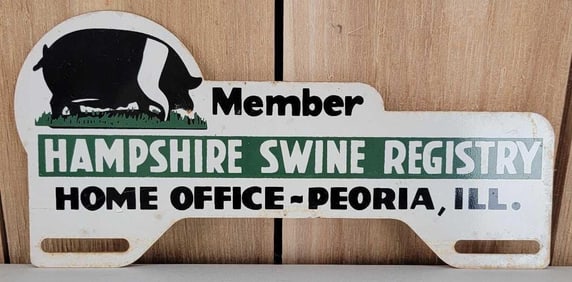 Member
HAMPSHIRE SWINE REGISTRY
HOME OFFICE~PEORIA, ILL.